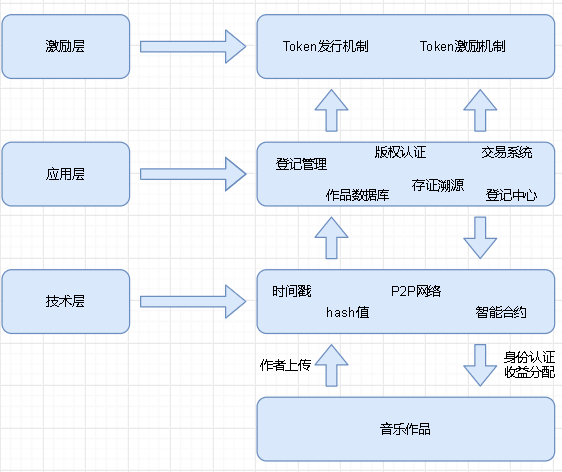 激励层
Token发行机制
Token激励机制
应用层
登记管理
版权认证
交易系统
作品数据库
存证溯源
登记中心
技术层
时间戳
P2P网络
hash值
智能合约
作者上传
身份认证
收益分配
音乐作品